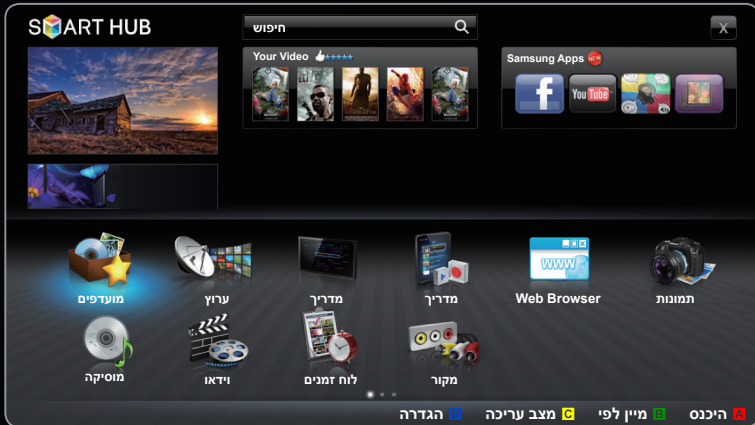 SMART HUB
חיפוש
X
Your Video
Samsung Apps NEW
f
You Tube
מועדפים
ערוץ
מדריך
מדריך
Web Browser
www
תמונות
מוסיקה
וידאו
לוח זמנים
מקור
A היכנס B מיין לפי C מצב עריכה D הגדרה